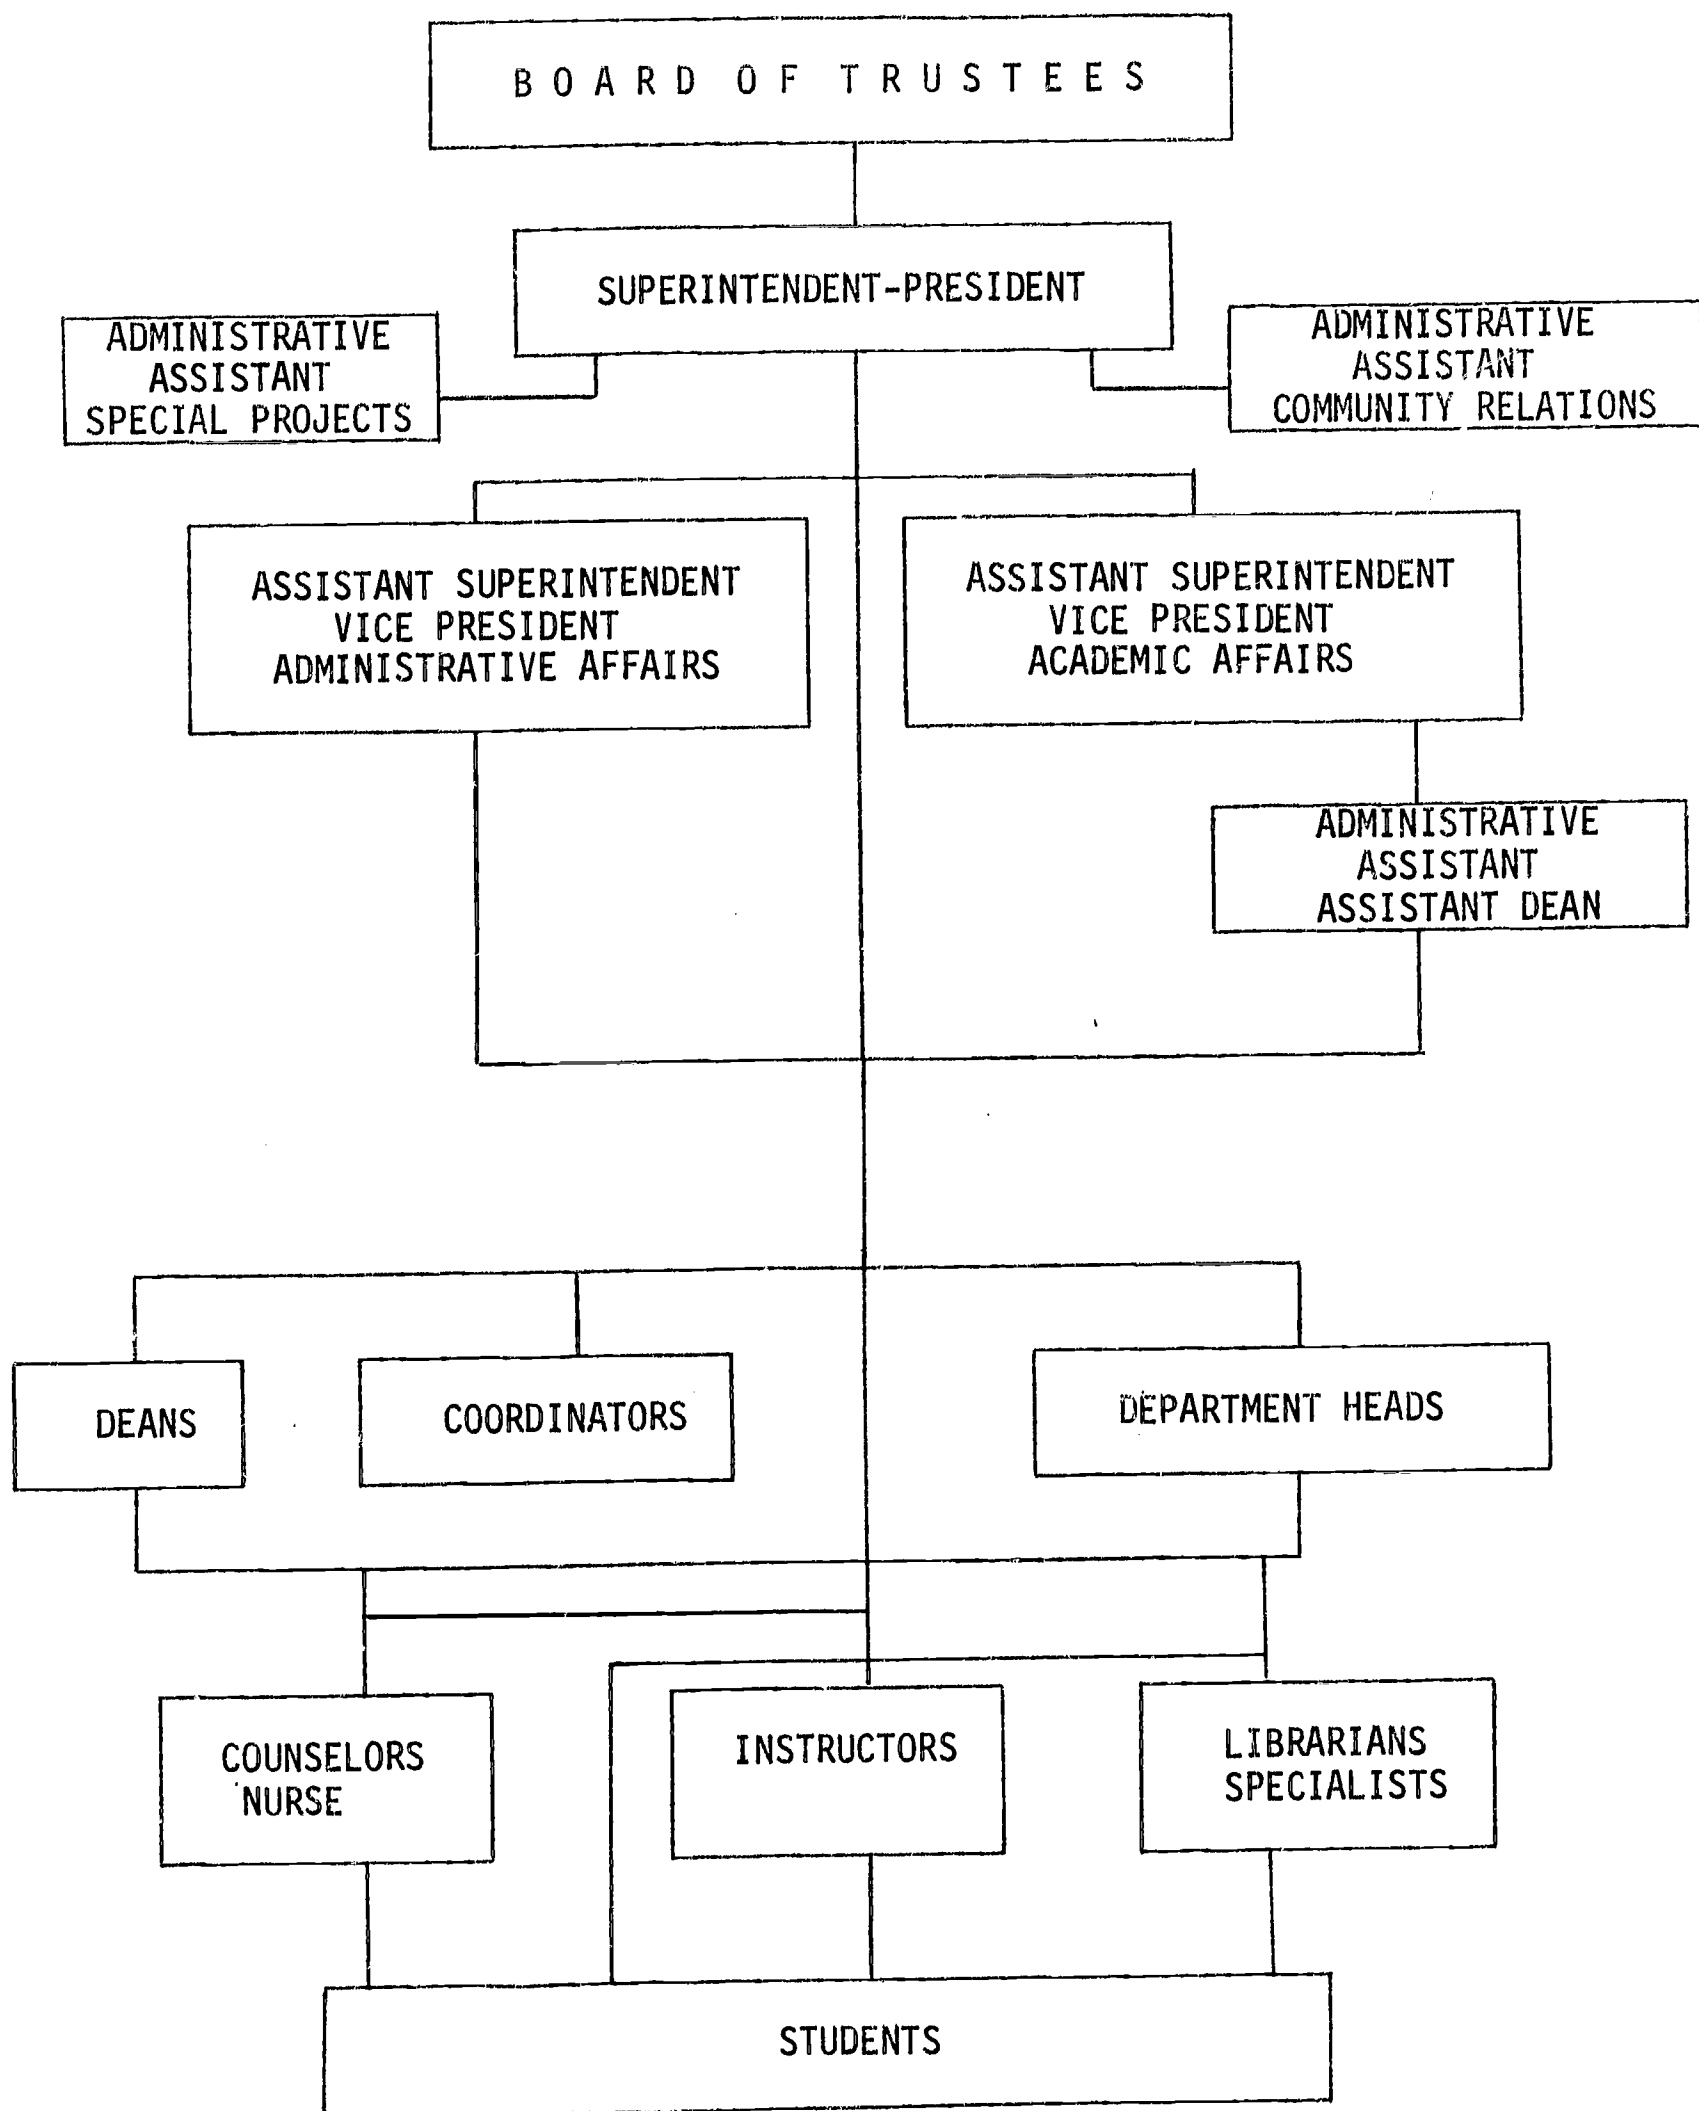 BOARD OF TRUSTEES
SUPERINTENDENT-PRESIDENT
ADMINISTRATIVE
ASSISTANT
SPECIAL PROJECTS
ADMINISTRATIVE
ASSISTANT
COMMUNITY RELATIONS
ASSISTANT SUPERINTENDENT
VICE PRESIDENT
ADMINISTRATIVE AFFAIRS
ASSISTANT SUPERINTENDENT
VICE PRESIDENT
ACADEMIC AFFAIRS
ADMINISTRATIVE
ASSISTANT
ASSISTANT DEAN
DEANS
COORDINATORS
DEPARTMENT HEADS
COUNSELORS
NURSE
INSTRUCTORS
LIBRARIANS
SPECIALISTS
STUDENTS